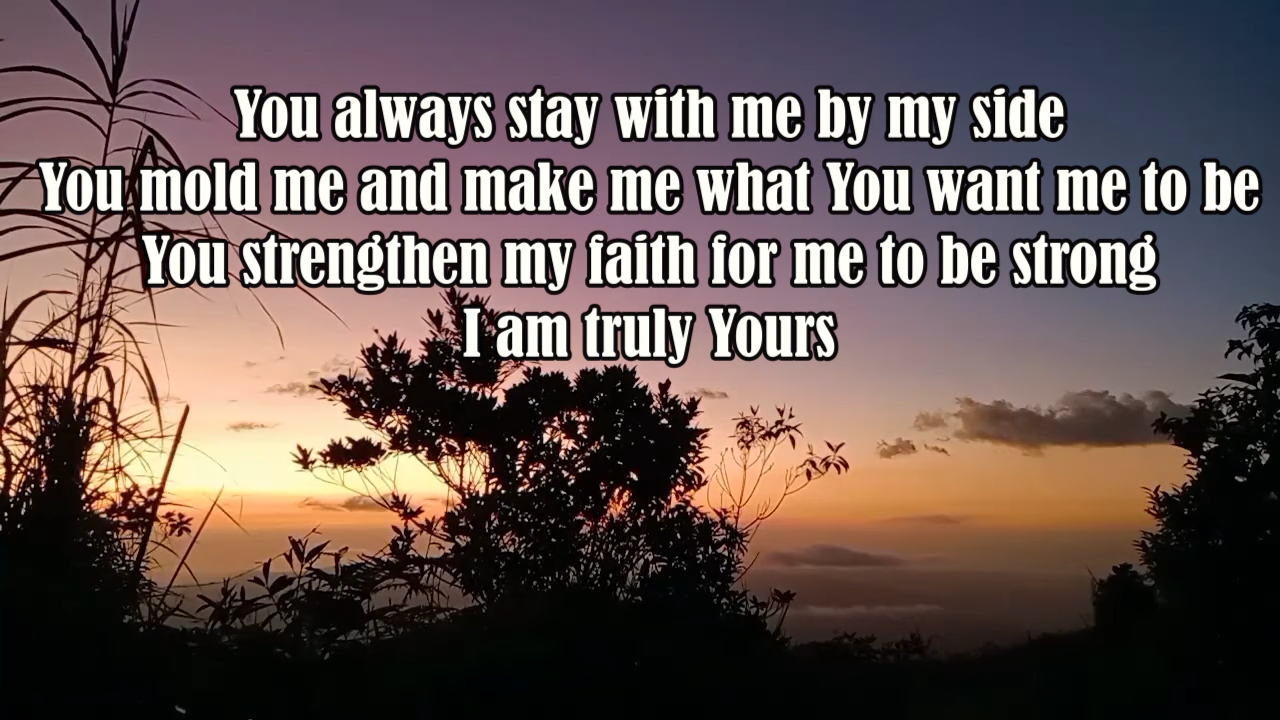 You always stay with me by my side
You mold me and make me what You want me to be
You strengthen my faith for me to be strong
I am truly Yours